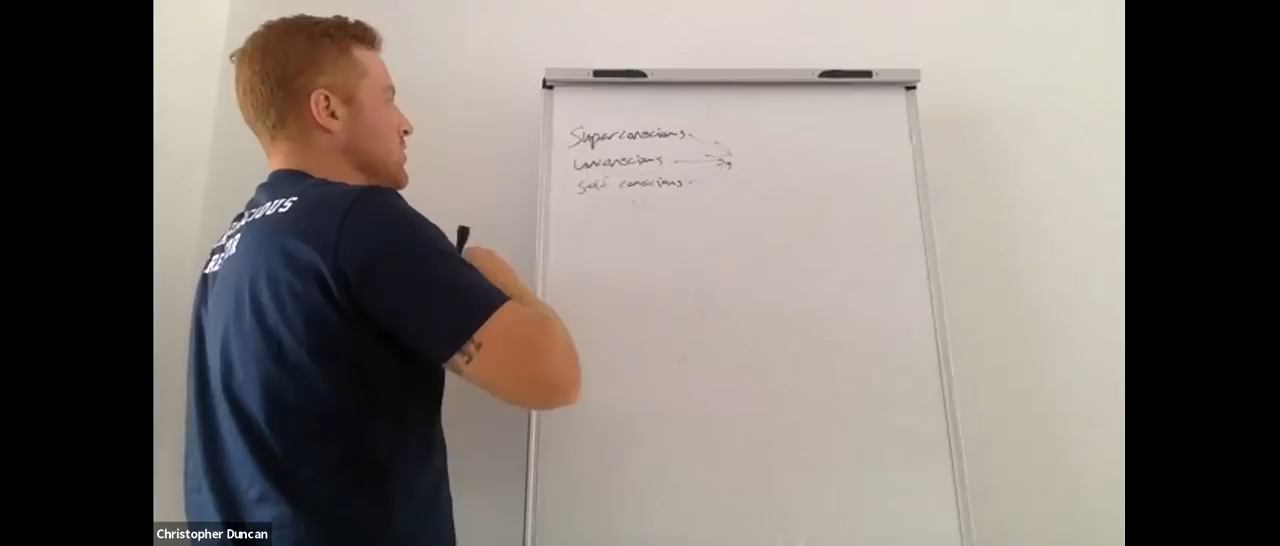 Superconscious
unconscious
self conscious
Christopher Duncan